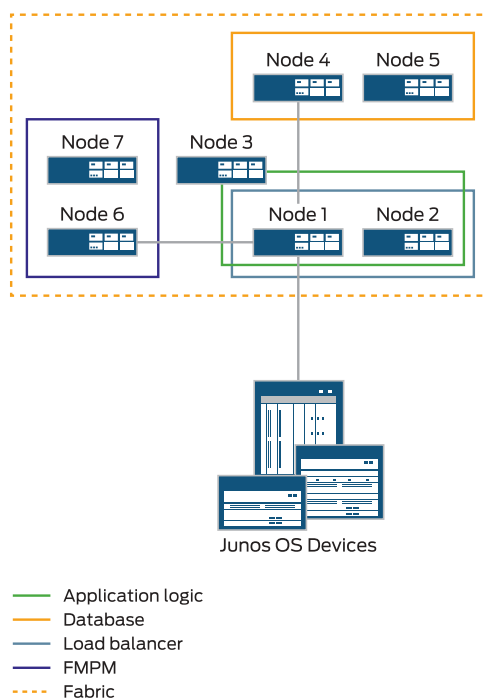 Node 4
Node 5
Node 7
Node 3
Node 6
Node 1
Node 2
Junos OS Devices
Application logic
Database
Load balancer
FMPM
Fabric